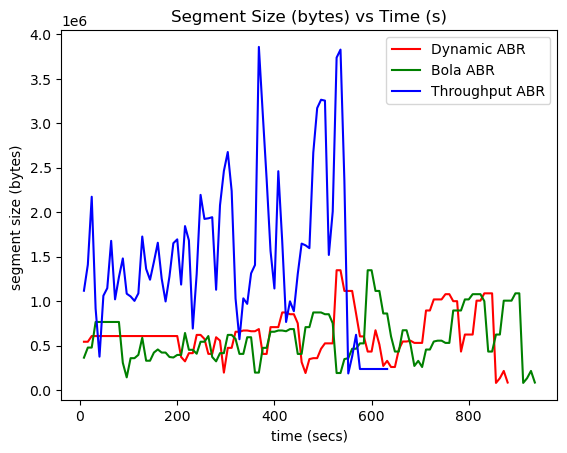 Segment Size (bytes) vs Time (s)
1e6
Dynamic ABR
Bola ABR
Throughput ABR
segment size (bytes)
4.0
3.5
3.0
2.5
2.0
1.5
1.0
0.5
0.0
0 200 400 600 800
time (secs)